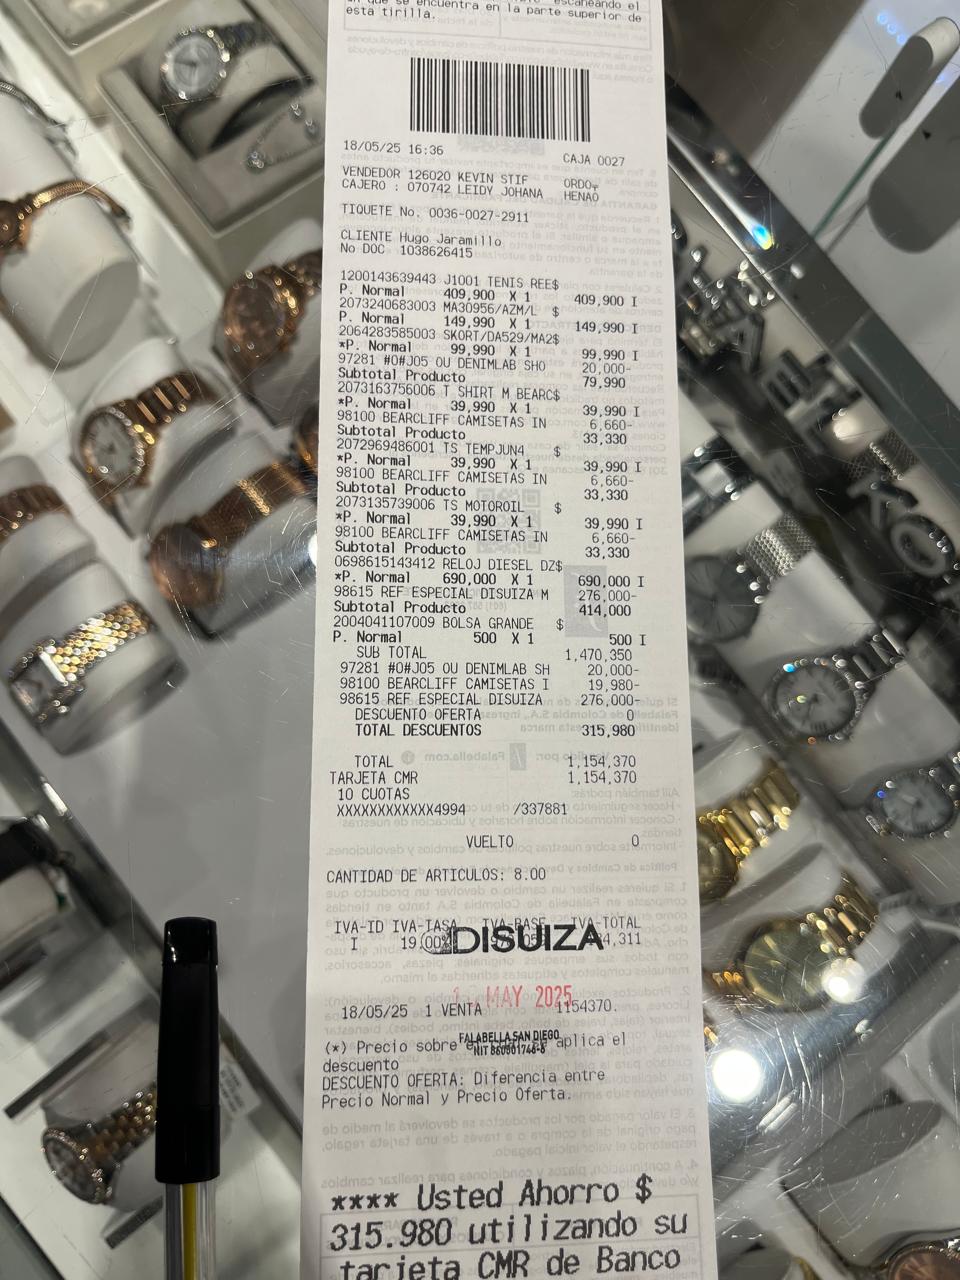 escaneando el
se encuentra en la parte superior de
esta tirilla.
18/05/25 16:36 CAJA 0027
VENDEDOR 126020 KEVIN STIF ORDO
CAJERO : 070742 LEIDY JOHANA HENAO
TIQUETE No. 0036-0027-2911
CLIENTE Hugo Jaramillo
No DOC 1038626415
1200143639443 J1001 TENIS REE$
P. Normal 409,900 X 1 409,900 I
2073240683003 MA30956/AZM/L $
P. Normal 149,990 X 1 149,990 I
2064283585003 SKORT/DA529/MA2$
*P. Normal 99,990 X 1 99,990 I
97281 #0#J05 OU DENIMLAB SHO 20,000-
Subtotal Producto 79,990
2073163756006 T SHIRT M BEARC$
*P. Normal 39,990 X 1 39,990 I
98100 BEARCLIFF CAMISETAS IN 6,660-
Subtotal Producto 33,330
2072969486001 TS TEMPJUN4 $
*P. Normal 39,990 X 1 39,990 I
98100 BEARCLIFF CAMISETAS IN 6,660-
Subtotal Producto 33,330
2073135739006 TS MOTOROIL $
*P. Normal 39,990 X 1 39,990 I
98100 BEARCLIFF CAMISETAS IN 6,660-
Subtotal Producto 33,330
0698615143412 RELOJ DIESEL DZ$
*P. Normal 690,000 X 1 690,000 I
98615 REF ESPECIAL DISUIZA M 276,000-
Subtotal Producto 414,000
2004041107009 BOLSA GRANDE $
P. Normal 500 X 1 500 I
SUB TOTAL 1,470,350
97281 #0#J05 OU DENIMLAB SH 20,000-
98100 BEARCLIFF CAMISETAS I 19,980-
98615 REF ESPECIAL DISUIZA 276,000-
DESCUENTO OFERTA 0
TOTAL DESCUENTOS 315,980
TOTAL 1,154,370
TARJETA CMR 1,154,370
10 CUOTAS
XXXXXXXXXXXX4994 /337881
VUELTO 0
CANTIDAD DE ARTICULOS: 8.00
IVA-ID IVA-TASA IVA-BASE IVA-TOTAL
I 19.00%
DISUIZA
MAY 2025
18/05/25 1 VENTA 1154370.
FALABELLA SAN DIEGO
(*) Precio sobre el aplica el
descuento
DESCUENTO OFERTA: Diferencia entre
Precio Normal y Precio Oferta.
**** Usted Ahorro $
315.980 utilizando su
tarjeta CMR de Banco